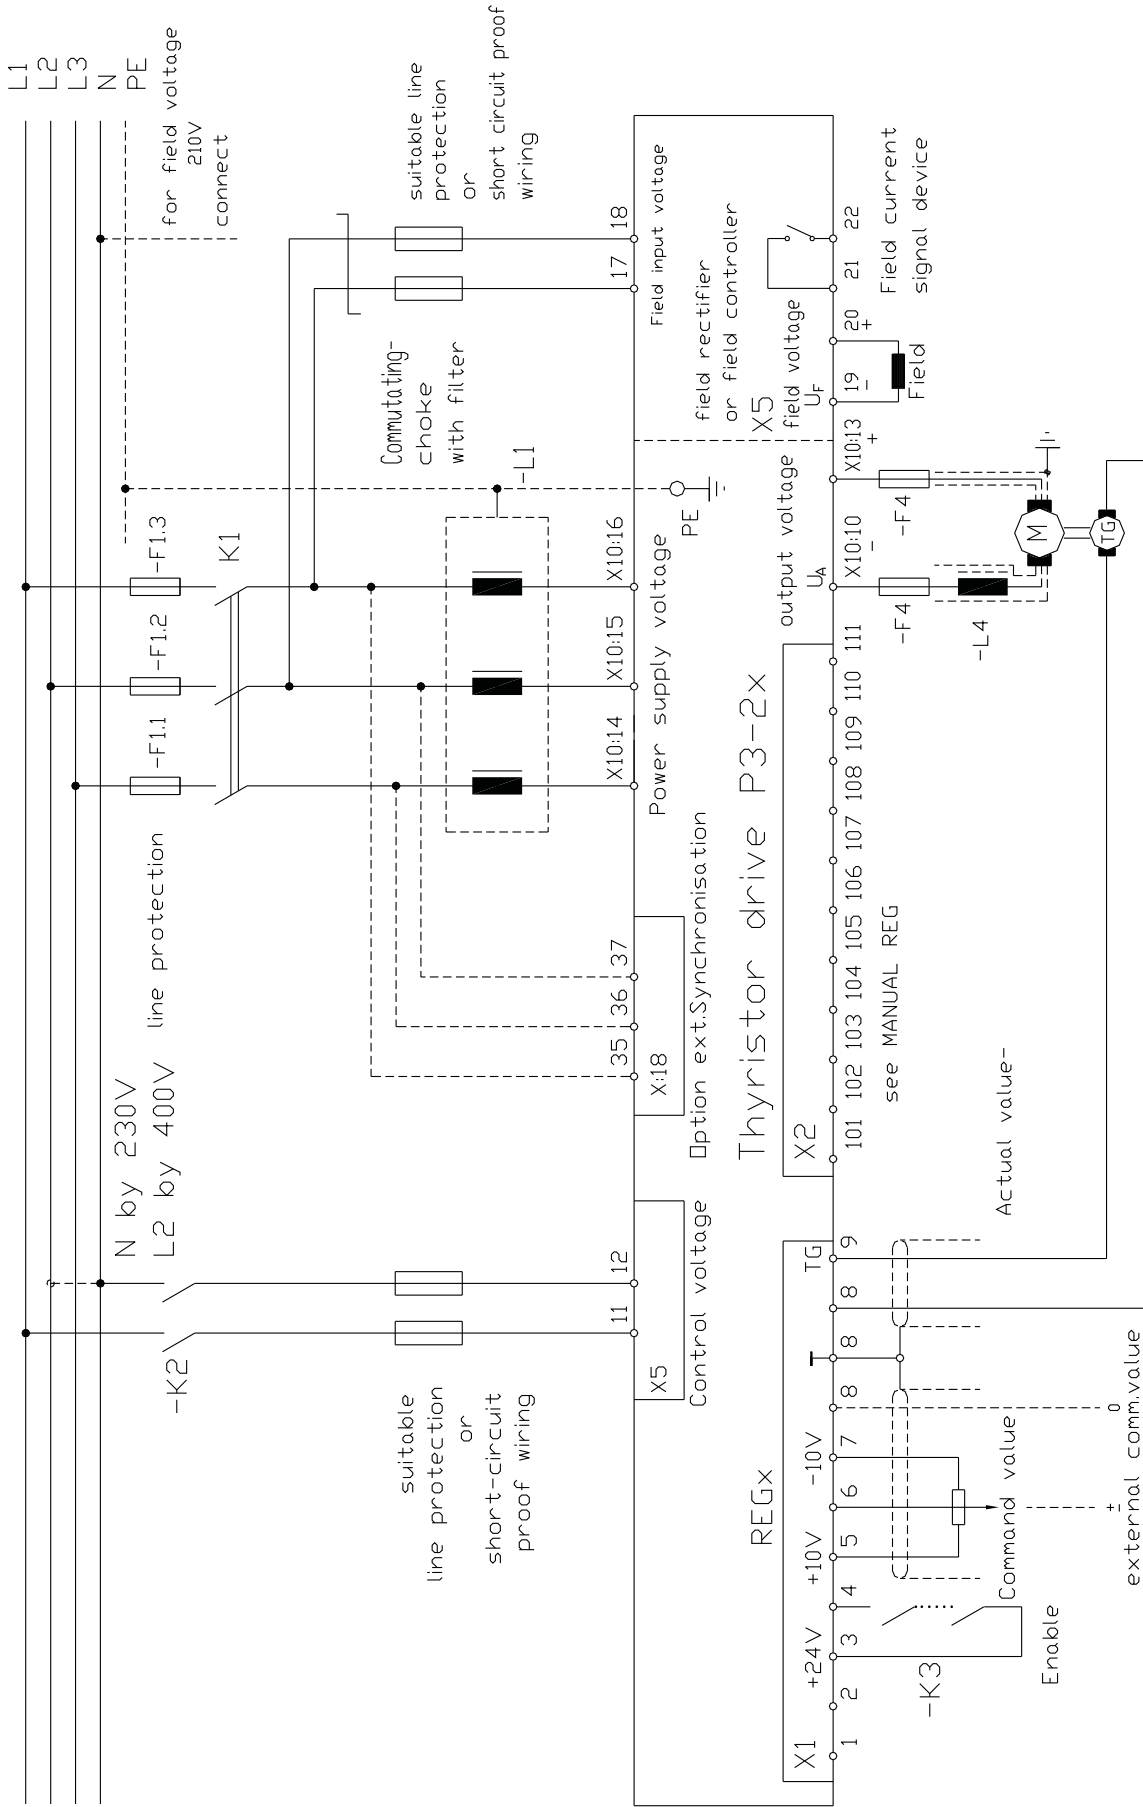 L1
L2
L3
N
PE
for field voltage
210V
connect
N by 230V
L2 by 400V
line protection
-F1.1
-F1.2
-F1.3
-K2
K1
suitable
line protection
or
short-circuit
proof wiring
Commutating-
choke
with filter
suitable line
protection
or
short circuit proof
wiring
-L1
11
12
35
36
37
X10:14
X10:15
X10:16
PE
17
18
X5
Control voltage
X:18
Option ext.Synchronisation
Power supply voltage
Field input voltage
field rectifier
or field controller
Thyristor drive P3-2x
X5
REGx
X1
+24V
+10V
-10V
TG
X2
output voltage
UA
field voltage
UF
1
2
3
4
5
6
7
8
8
8
9
101
102
103
104
105
106
107
108
109
110
111
X10:10
-
X10:13
+
19
-
20
+
21
22
see MANUAL REG
-F4
-F4
Field
Field current
signal device
-K3
-L4
M
TG
Enable
Command value
Actual value-
+
-
0
external comm.value